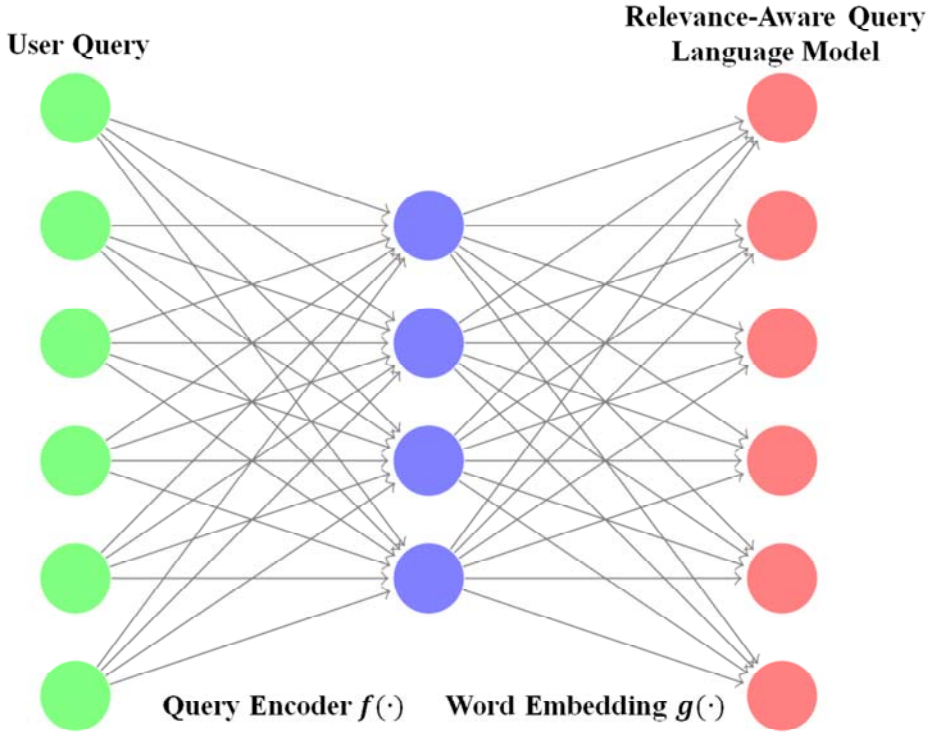 User Query
Relevance-Aware Query
Language Model
Query Encoder f(·)
Word Embedding g(·)